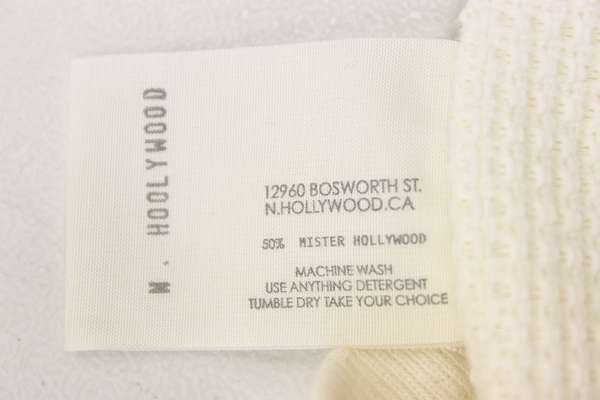 N. HOOLYWOOD
12960 BOSWORTH ST.
N.HOLLYWOOD.CA
50% MISTER HOLLYWOOD
MACHINE WASH
USE ANYTHING DETERGENT
TUMBLE DRY TAKE YOUR CHOICE